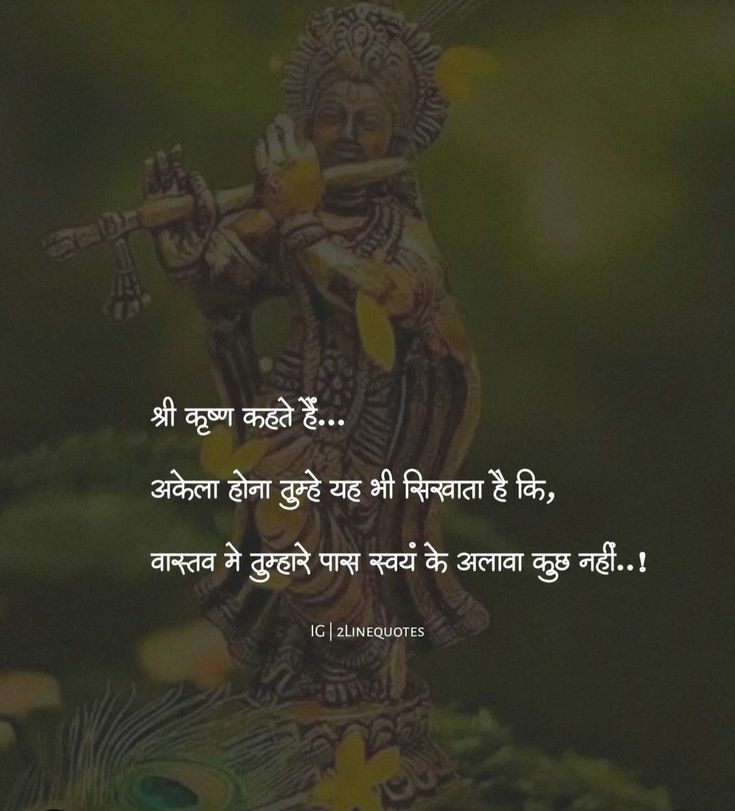 श्री कृष्ण कहते हैं...
अकेला होना तुम्हे यह भी सिखाता है कि,
वास्तव मे तुम्हारे पास स्वयं के अलावा कुछ नहीं..!
IG | 2LINEQUOTES